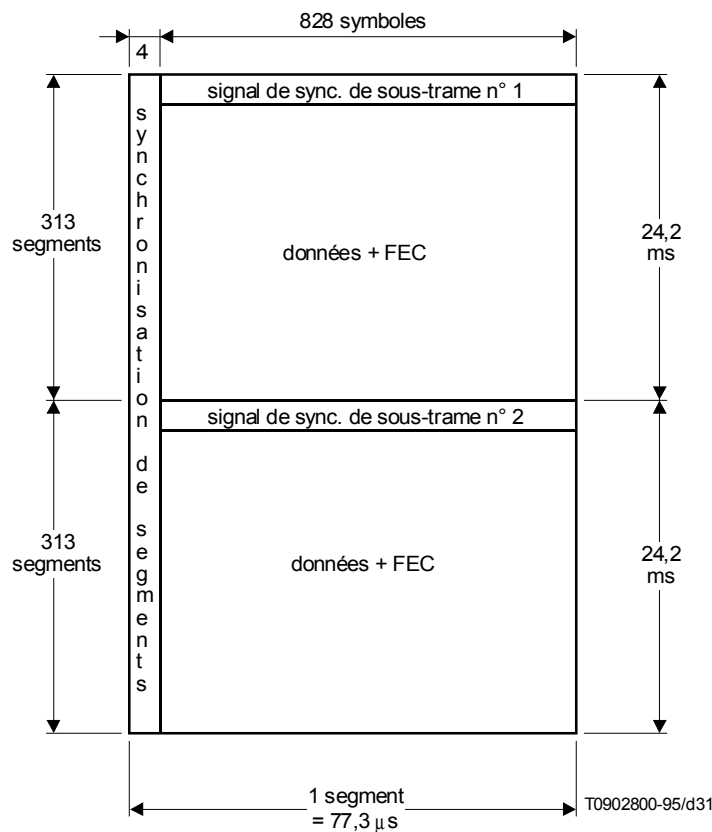 828 symboles
4
signal de sync. de sous-trame n° 1
synchronisation de segments
313
segments
données + FEC
24,2
ms
signal de sync. de sous-trame n° 2
313
segments
données + FEC
24,2
ms
1 segment
= 77,3 µs
T0902800-95/d31